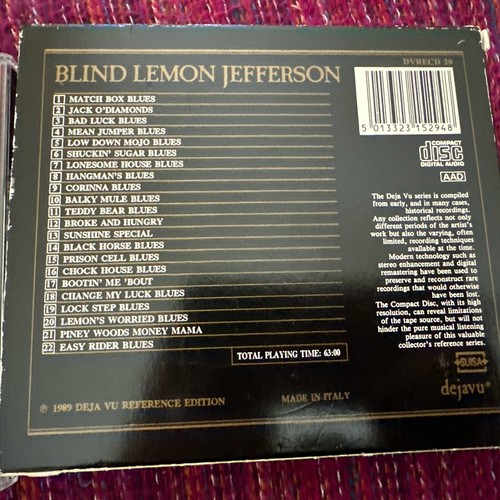 DVRECD 20
BLIND LEMON JEFFERSON
1 MATCH BOX BLUES
2 JACK O'DIAMONDS
3 BAD LUCK BLUES
4 MEAN JUMPER BLUES
5 LOW DOWN MOJO BLUES
6 SHUCKIN' SUGAR BLUES
7 LONESOME HOUSE BLUES
8 HANGMAN'S BLUES
9 CORINNA BLUES
10 BALKY MULE BLUES
11 TEDDY BEAR BLUES
12 BROKE AND HUNGRY
13 SUNSHINE SPECIAL
14 BLACK HORSE BLUES
15 PRISON CELL BLUES
16 CHOCK HOUSE BLUES
17 BOOTIN' ME 'BOUT
18 CHANGE MY LUCK BLUES
19 LOCK STEP BLUES
20 LEMON'S WORRIED BLUES
21 PINEY WOODS MONEY MAMA
22 EASY RIDER BLUES
TOTAL PLAYING TIME: 63:00
℗ 1989 DEJA VU REFERENCE EDITION
MADE IN ITALY
5 013323 152948
COMPACT
disc
DIGITAL AUDIO
AAD
The Deja Vu series is compiled
from early, and in many cases,
historical recordings.
Any collection reflects not only
different periods of the artist's
work but also the varying, often
limited, recording techniques
available at the time.
Modern technology such as
stereo enhancement and digital
remastering have been used to
preserve and reconstruct rare
recordings that would otherwise
have been lost.
The Compact Disc, with its high
resolution, can reveal limitations
of the tape source, but will not
hinder the pure musical listening
pleasure of this valuable
collector's reference series.
SUISA
dejavu®